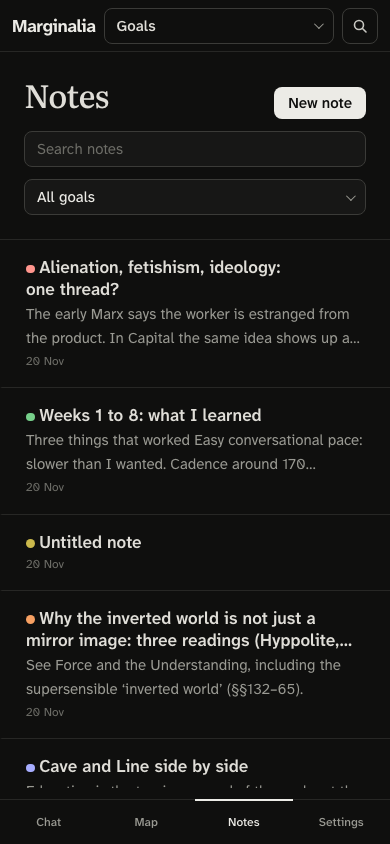 Marginalia
Goals
Notes
New note
Search notes
All goals
Alienation, fetishism, ideology:
one thread?
The early Marx says the worker is estranged from
the product. In Capital the same idea shows up a...
20 Nov
Weeks 1 to 8: what I learned
Three things that worked Easy conversational pace:
slower than I wanted. Cadence around 170...
20 Nov
Untitled note
20 Nov
Why the inverted world is not just a
mirror image: three readings (Hyppolite,...
See Force and the Understanding, including the
supersensible ‘inverted world’ (§§132–65).
20 Nov
Cave and Line side by side
Chat
Map
Notes
Settings